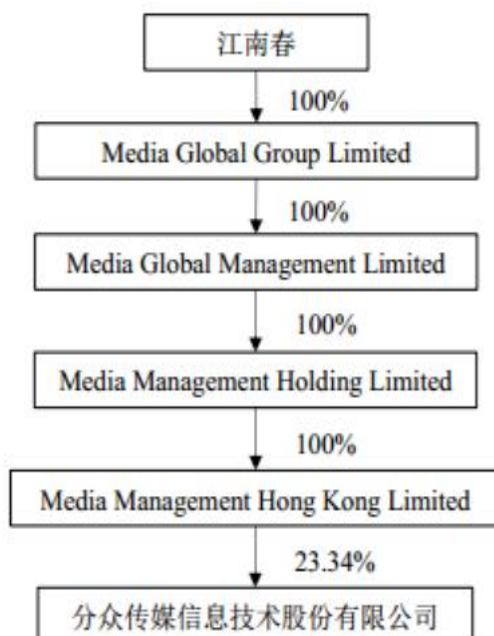 江南春
100%
Media Global Group Limited
100%
Media Global Management Limited
100%
Media Management Holding Limited
100%
Media Management Hong Kong Limited
23.34%
分众传媒信息技术股份有限公司